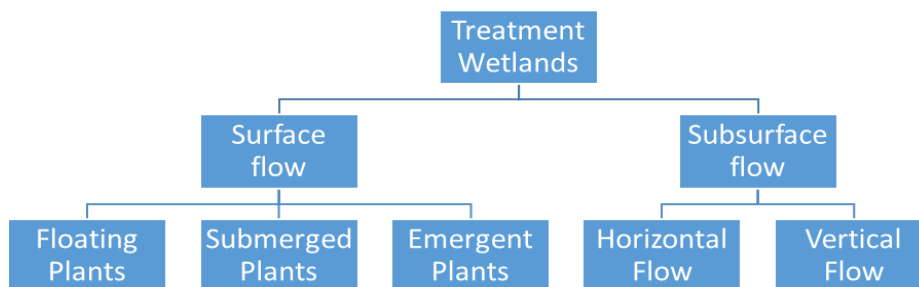 Treatment
Wetlands
Surface
flow
Subsurface
flow
Floating
Plants
Submerged
Plants
Emergent
Plants
Horizontal
Flow
Vertical
Flow